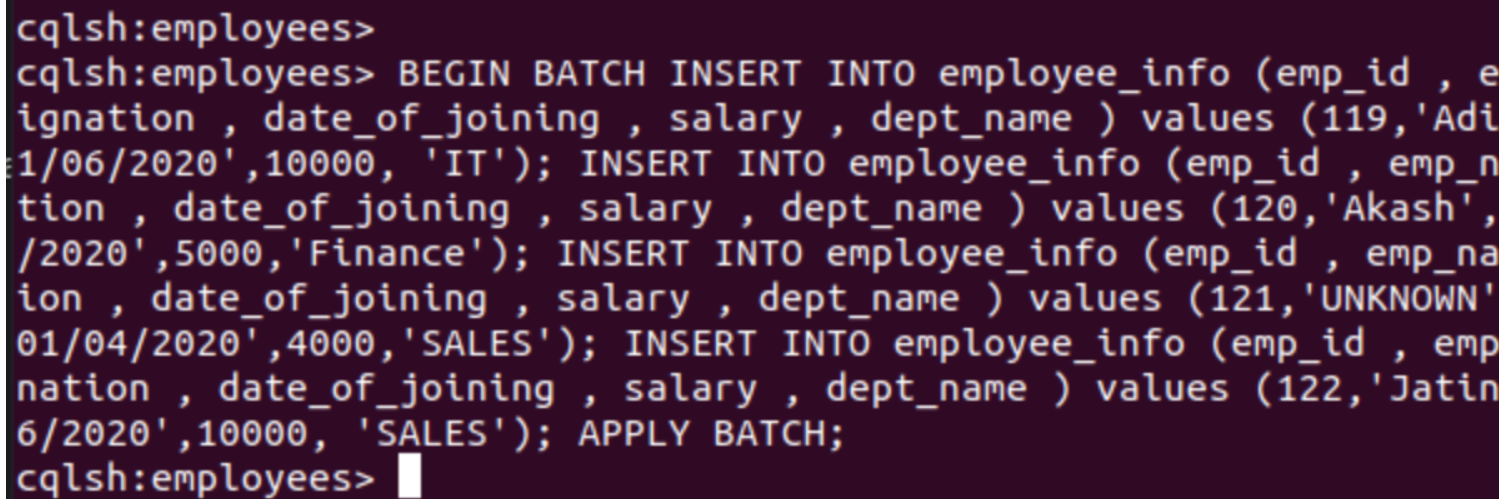 cqlsh:employees>
cqlsh:employees> BEGIN BATCH INSERT INTO employee_info (emp_id , e
ignation , date_of_joining , salary , dept_name ) values (119,'Adi
1/06/2020',10000, 'IT'); INSERT INTO employee_info (emp_id , emp_n
tion , date_of_joining , salary , dept_name ) values (120,'Akash',
/2020',5000,'Finance'); INSERT INTO employee_info (emp_id , emp_na
ion , date_of_joining , salary , dept_name ) values (121,'UNKNOWN'
01/04/2020',4000,'SALES'); INSERT INTO employee_info (emp_id , emp
nation , date_of_joining , salary , dept_name ) values (122,'Jatin
6/2020',10000, 'SALES'); APPLY BATCH;
cqlsh:employees>